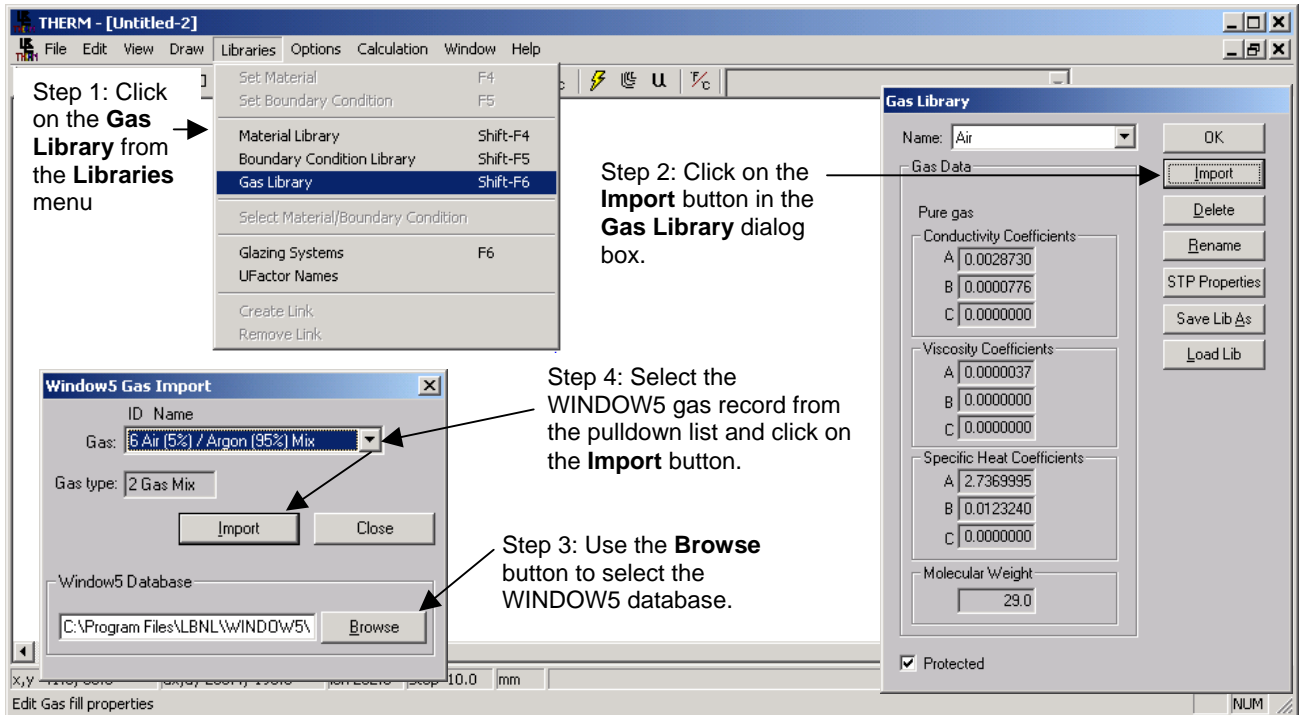 THERM - [Untitled-2]
File Edit View Draw Libraries Options Calculation Window Help
Step 1: Click
on the Gas
Library from
the Libraries
menu
Set Material F4
Set Boundary Condition F5
Material Library Shift-F4
Boundary Condition Library Shift-F5
Gas Library Shift-F6
Select Material/Boundary Condition
Glazing Systems F6
UFactor Names
Create Link
Remove Link
U F/C
Step 2: Click on the
Import button in the
Gas Library dialog
box.
Gas Library
Name: Air
OK
Import
Delete
Rename
STP Properties
Save Lib As
Load Lib
Gas Data
Pure gas
Conductivity Coefficients
A 0.0028730
B 0.0000776
C 0.0000000
Viscosity Coefficients
A 0.0000037
B 0.0000000
C 0.0000000
Specific Heat Coefficients
A 2.7369995
B 0.0123240
C 0.0000000
Molecular Weight
29.0
Protected
Window5 Gas Import
ID Name
Gas: 6 Air (5%) / Argon (95%) Mix
Gas type: 2 Gas Mix
Import Close
Window5 Database
C:\Program Files\LBNL\WINDOW5\ Browse
Step 4: Select the
WINDOW5 gas record from
the pulldown list and click on
the Import button.
Step 3: Use the Browse
button to select the
WINDOW5 database.
x,y 10.0 mm
Edit Gas fill properties NUM